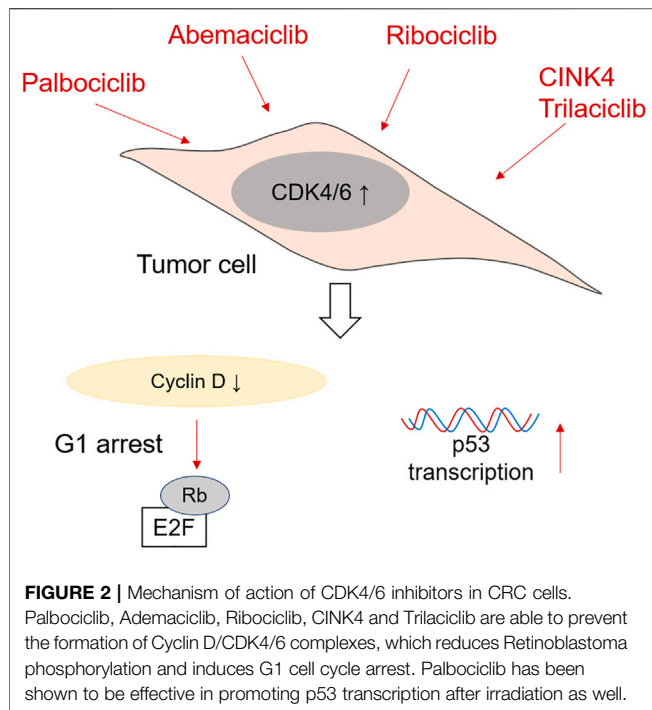 Abemaciclib
Ribociclib
Palbociclib
CINK4
Trilaciclib
CDK4/6 ↑
Tumor cell
Cyclin D ↓
G1 arrest
Rb
E2F
p53
transcription
FIGURE 2 | Mechanism of action of CDK4/6 inhibitors in CRC cells.
Palbociclib, Ademaciclib, Ribociclib, CINK4 and Trilaciclib are able to prevent
the formation of Cyclin D/CDK4/6 complexes, which reduces Retinoblastoma
phosphorylation and induces G1 cell cycle arrest. Palbociclib has been
shown to be effective in promoting p53 transcription after irradiation as well.